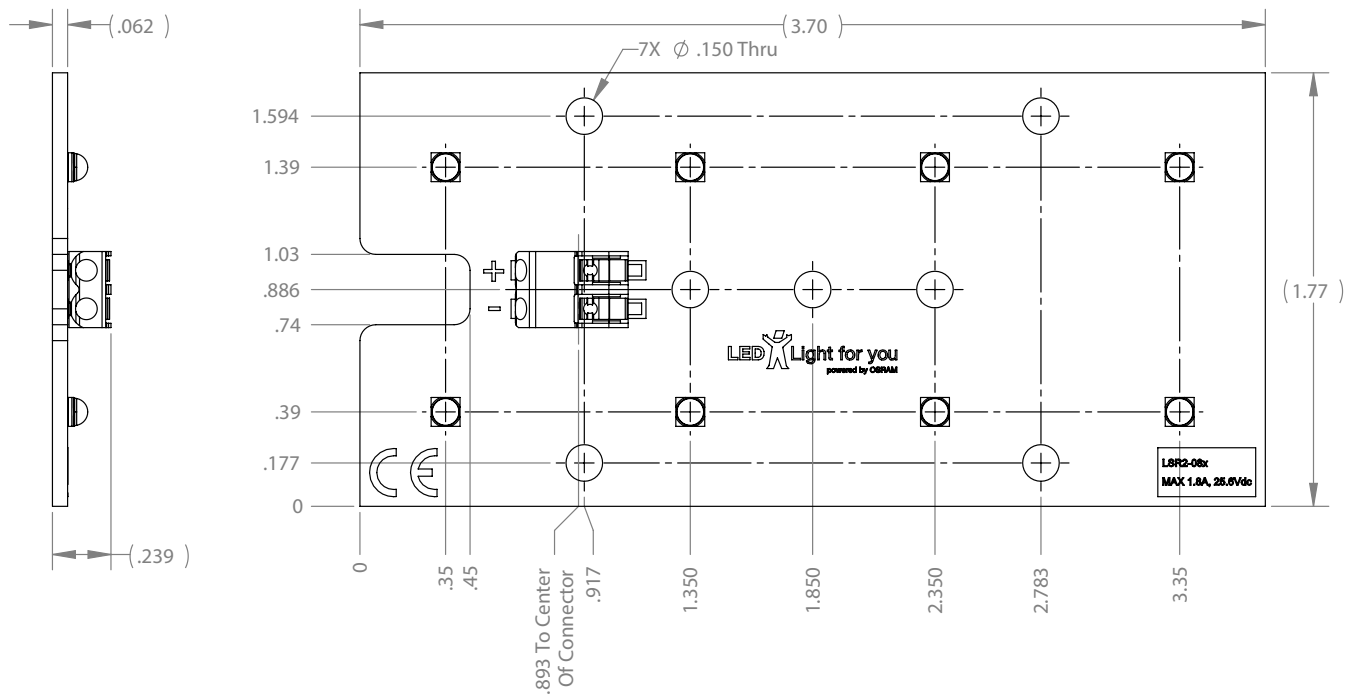 (.062)
(3.70)
7X Ø .150 Thru
1.594
1.39
1.03
+
.886
(1.77)
-
.74
LED Light for you
powered by OSRAM
.39
.177
CE
LSR2-08x
MAX 1.8A, 25.6Vdc
0
(.239)
0
.35
.45
.893 To Center
Of Connector
.917
1.350
1.850
2.350
2.783
3.35